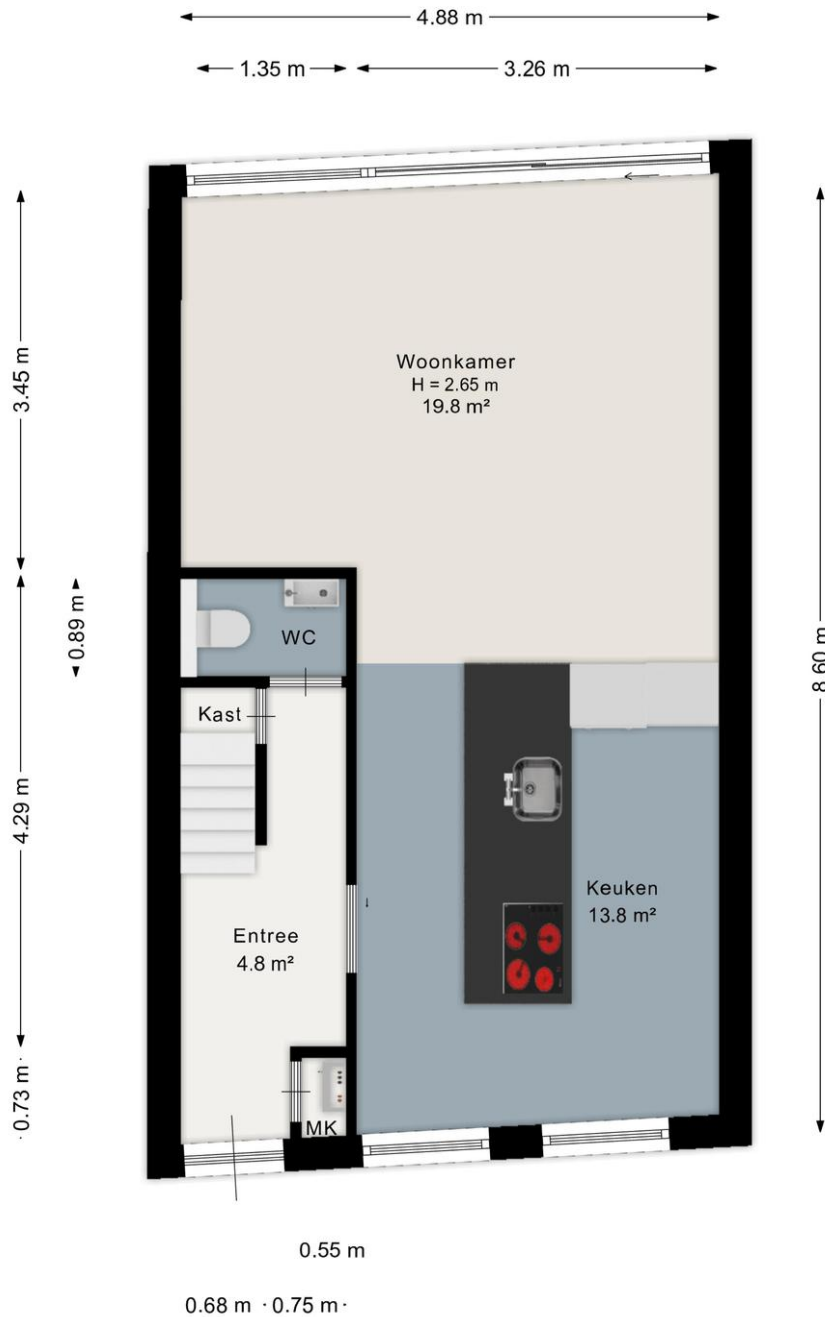 4.88 m
1.35 m
3.26 m
3.45 m
Woonkamer
H = 2.65 m
19.8 m²
0.89 m
WC
8.60 m
Kast
4.29 m
Keuken
13.8 m²
Entree
4.8 m²
0.73 m
MK
0.55 m
0.68 m
0.75 m